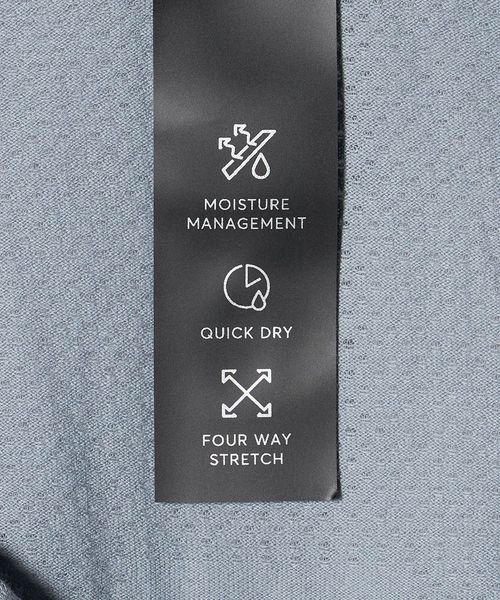 MOISTURE
MANAGEMENT
QUICK DRY
FOUR WAY
STRETCH